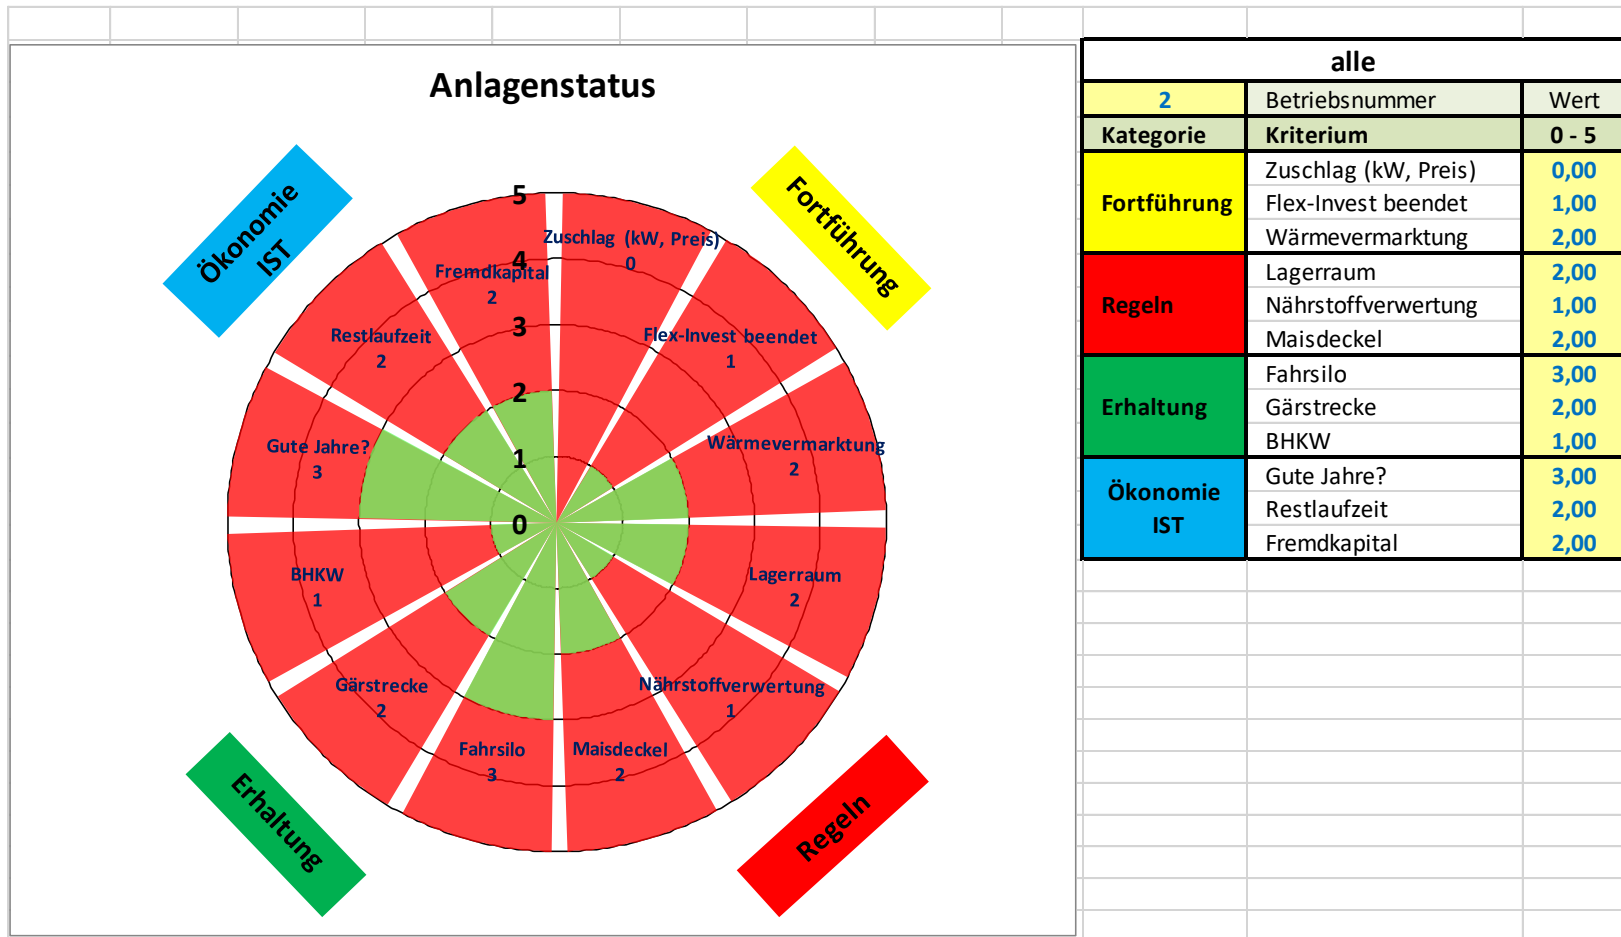 Anlagenstatus
Ökonomie
IST
Fortführung
5
4
3
2
1
0
Zuschlag (kW, Preis)
0
Flex-Invest beendet
1
Wärmevermarktung
2
Lagerraum
2
Nährstoffverwertung
1
Maisdeckel
2
Fahrsilo
3
Gärstrecke
2
BHKW
1
Gute Jahre?
3
Restlaufzeit
2
Fremdkapital
2
Erhaltung
Regeln
alle
2 Betriebsnummer Wert
Kategorie Kriterium 0 - 5
Fortführung
Zuschlag (kW, Preis) 0,00
Flex-Invest beendet 1,00
Wärmevermarktung 2,00
Regeln
Lagerraum 2,00
Nährstoffverwertung 1,00
Maisdeckel 2,00
Erhaltung
Fahrsilo 3,00
Gärstrecke 2,00
BHKW 1,00
Ökonomie
IST
Gute Jahre? 3,00
Restlaufzeit 2,00
Fremdkapital 2,00